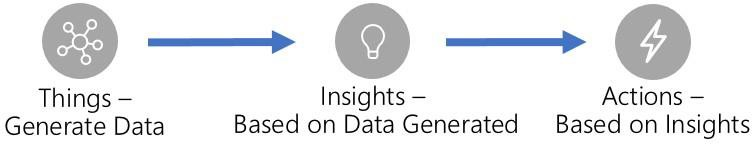 Things –
Generate Data
Insights –
Based on Data Generated
Actions –
Based on Insights